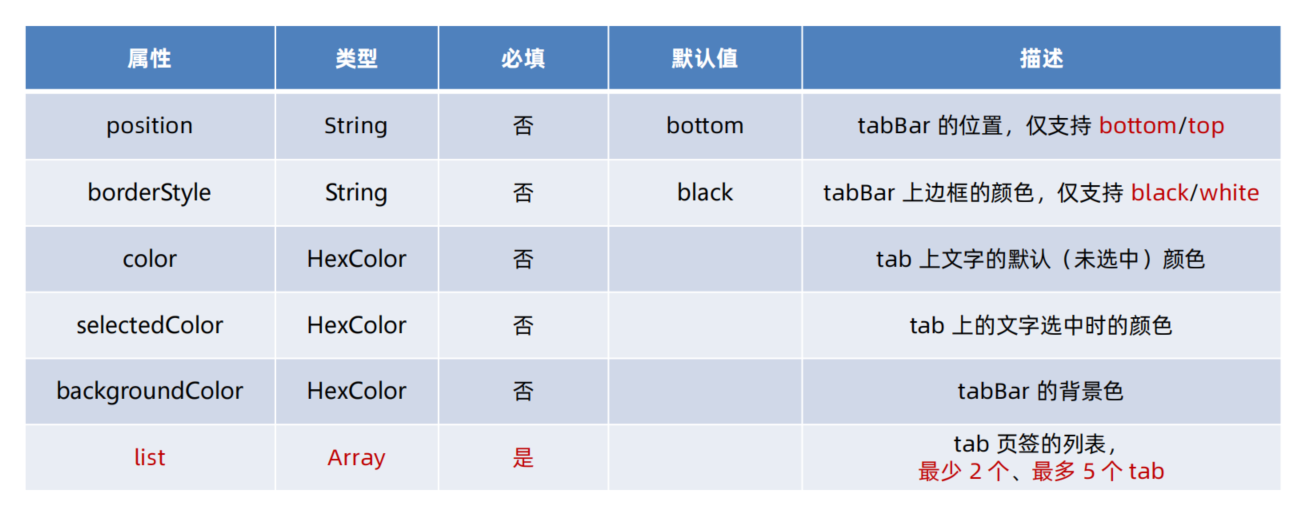 属性 类型 必填 默认值 描述
position String 否 bottom tabBar 的位置，仅支持 bottom/top
borderStyle String 否 black tabBar 上边框的颜色，仅支持 black/white
color HexColor 否 tab 上文字的默认（未选中）颜色
selectedColor HexColor 否 tab 上的文字选中时的颜色
backgroundColor HexColor 否 tabBar 的背景色
list Array 是 tab 页签的列表，
最少 2 个、最多 5 个 tab